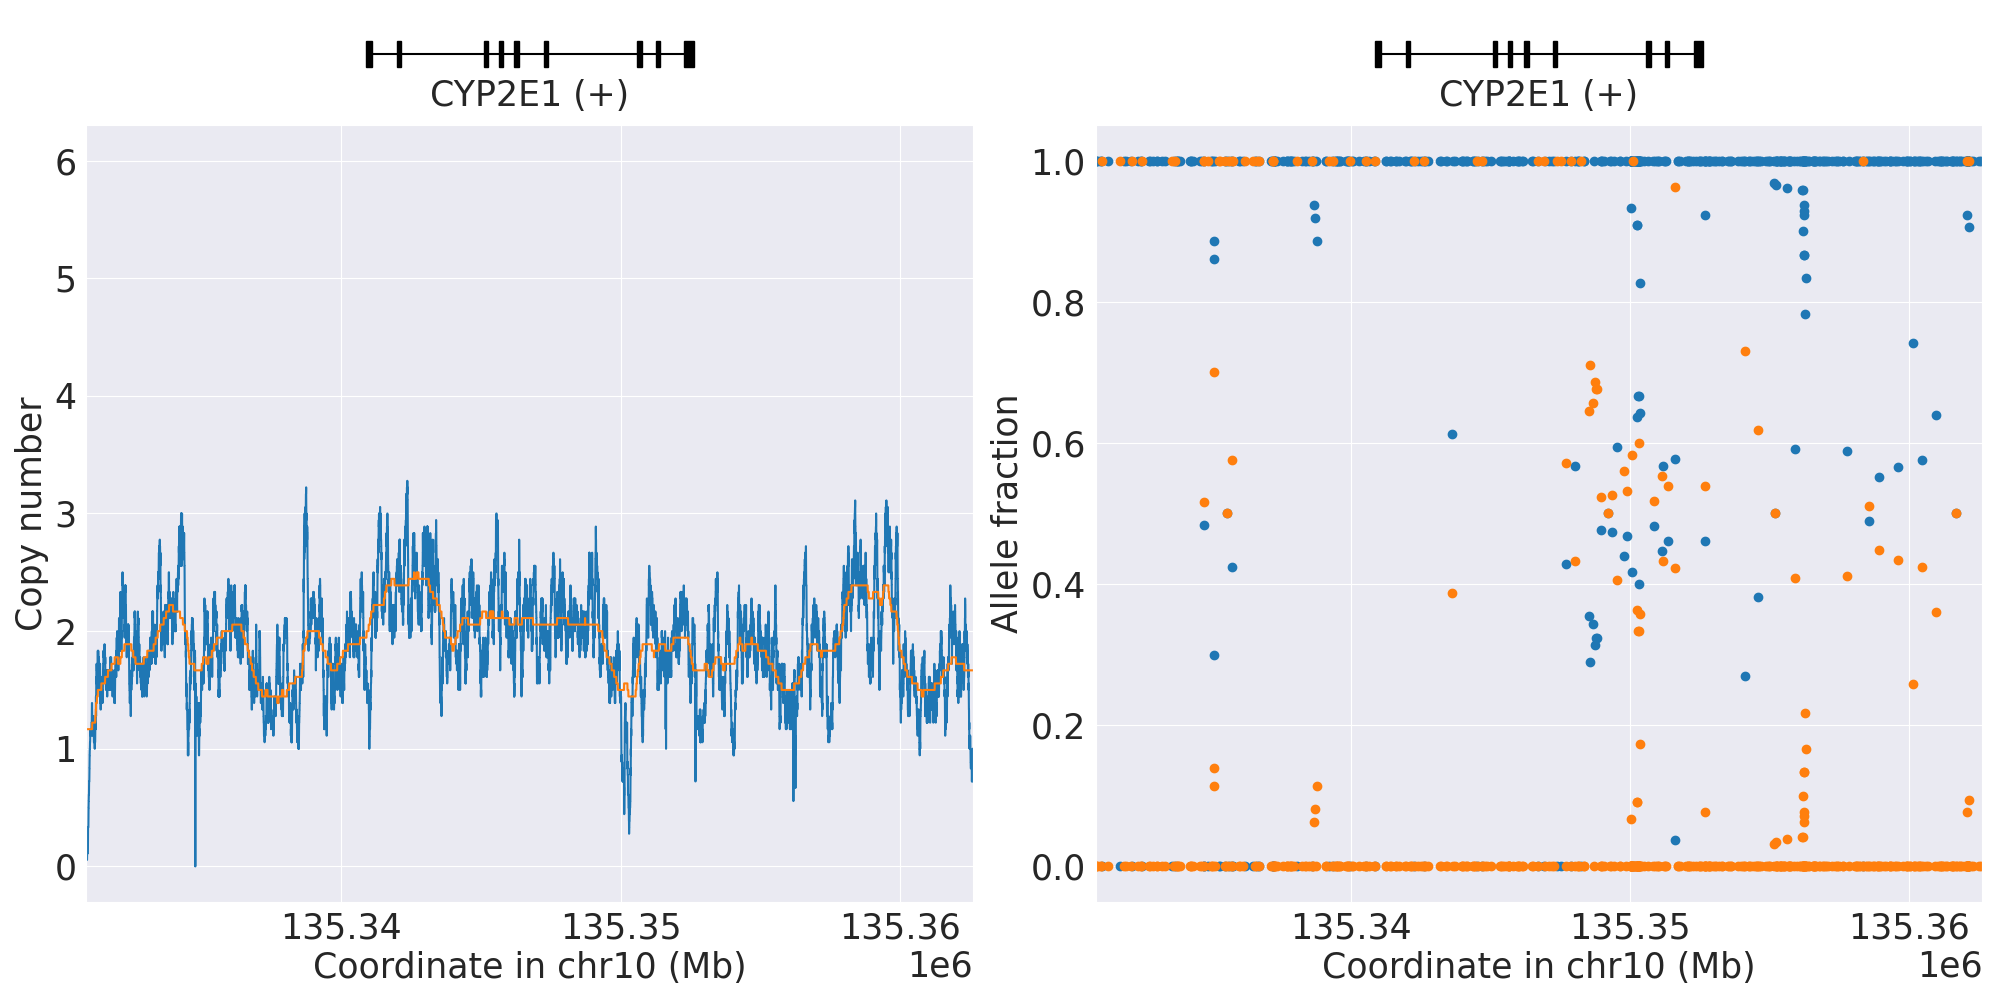 CYP2E1 (+)
6
5
4
3
2
1
0
Copy number
135.34 135.35 135.36
Coordinate in chr10 (Mb)
1e6
CYP2E1 (+)
1.0
0.8
0.6
0.4
0.2
0.0
Allele fraction
135.34 135.35 135.36
Coordinate in chr10 (Mb)
1e6